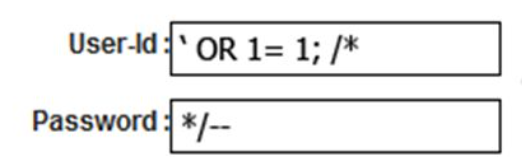 User-Id : ` OR 1= 1; /*
Password : */--